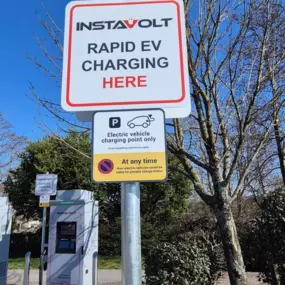 INSTAVOLT
RAPID EV
CHARGING
HERE
P Electric vehicle
charging point only
At any time